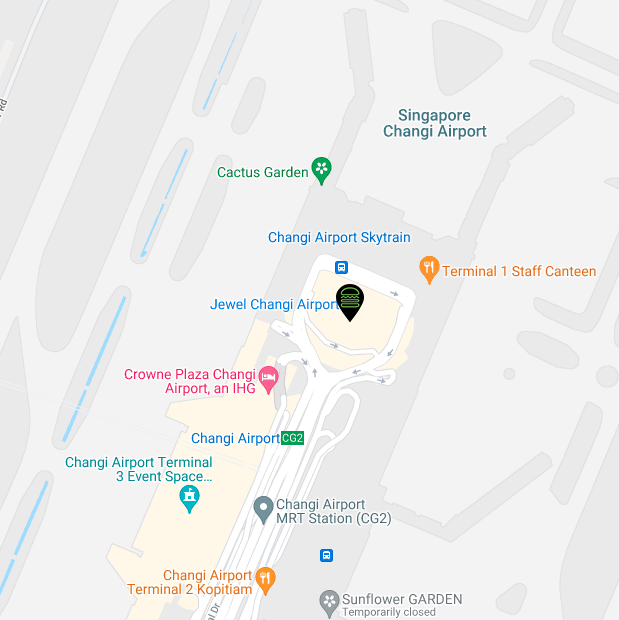 Singapore
Changi Airport
Rd
Cactus Garden
Changi Airport Skytrain
Terminal 1 Staff Canteen
Jewel Changi Airport
Crowne Plaza Changi
Airport, an IHG
Changi Airport
CG2
Changi Airport Terminal
3 Event Space...
Changi Airport
MRT Station (CG2)
Changi Airport
Terminal 2 Kopitiam
Sunflower GARDEN
Temporarily closed
Dr